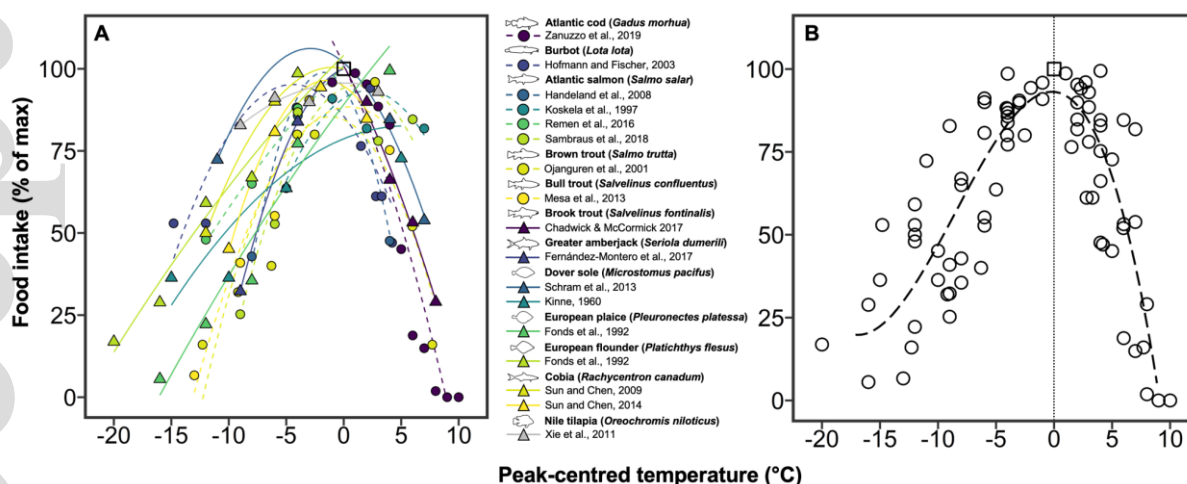 A
Food intake (% of max)
100
75
50
25
0
-20 -15 -10 -5 0 5 10
Atlantic cod (Gadus morhua)
Zanuzzo et al., 2019
Burbot (Lota lota)
Hofmann and Fischer, 2003
Atlantic salmon (Salmo salar)
Handeland et al., 2008
Koskela et al., 1997
Remen et al., 2016
Sambraus et al., 2018
Brown trout (Salmo trutta)
Ojanguren et al., 2001
Bull trout (Salvelinus confluentus)
Mesa et al., 2013
Brook trout (Salvelinus fontinalis)
Chadwick & McCormick 2017
Greater amberjack (Seriola dumerili)
Fernández-Montero et al., 2017
Dover sole (Microstomus pacifus)
Schram et al., 2013
Kinne, 1960
European plaice (Pleuronectes platessa)
Fonds et al., 1992
European flounder (Platichthys flesus)
Fonds et al., 1992
Cobia (Rachycentron canadum)
Sun and Chen, 2009
Sun and Chen, 2014
Nile tilapia (Oreochromis niloticus)
Xie et al., 2011
B
100
75
50
25
0
-20 -15 -10 -5 0 5 10
Peak-centred temperature (°C)